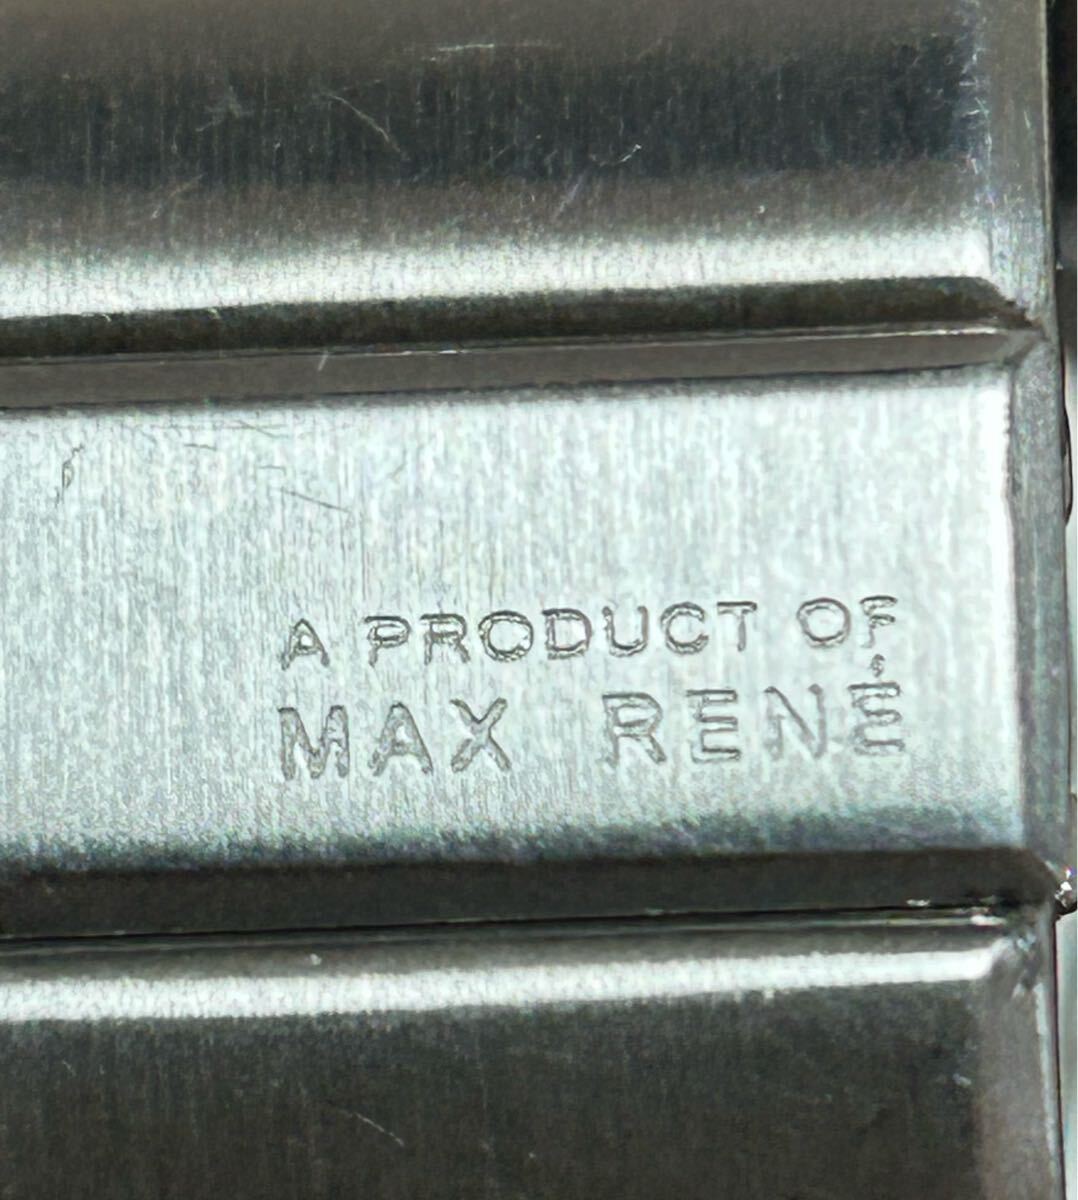 A PRODUCT OF
MAX RENÉ